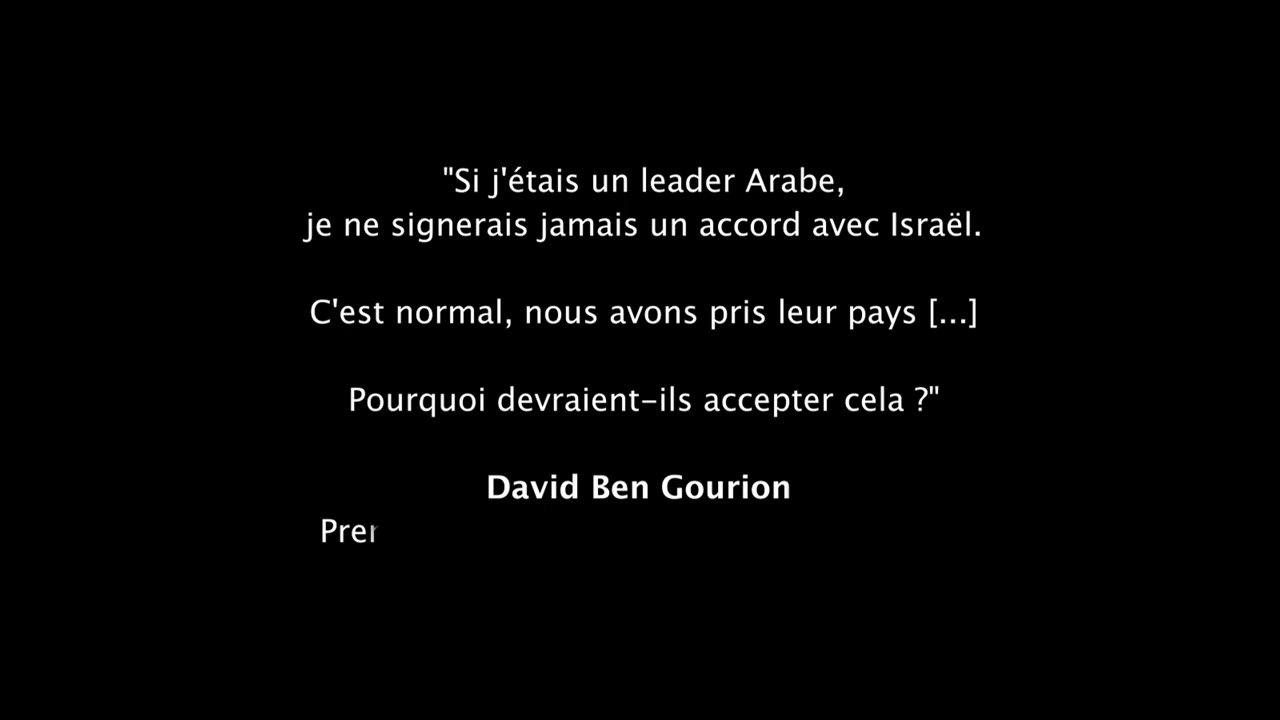 "Si j'étais un leader Arabe,
je ne signerais jamais un accord avec Israël.
C'est normal, nous avons pris leur pays [...]
Pourquoi devraient-ils accepter cela ?"
David Ben Gourion